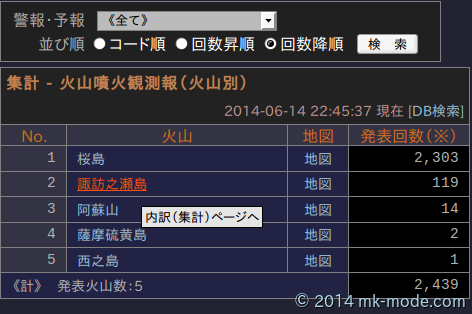 警報・予報 《全て》
並び順 コード順 回数昇順 回数降順 検 索
集計 - 火山噴火観測報（火山別）
2014-06-14 22:45:37 現在 [DB検索]
No. 火山 地図 発表回数（※）
1 桜島 地図 2,303
2 諏訪之瀬島 地図 119
3 阿蘇山 地図 14
内訳（集計）ページへ
4 薩摩硫黄島 地図 2
5 西之島 地図 1
《計》 発表火山数：5 2,439
© 2014 mk-mode.com